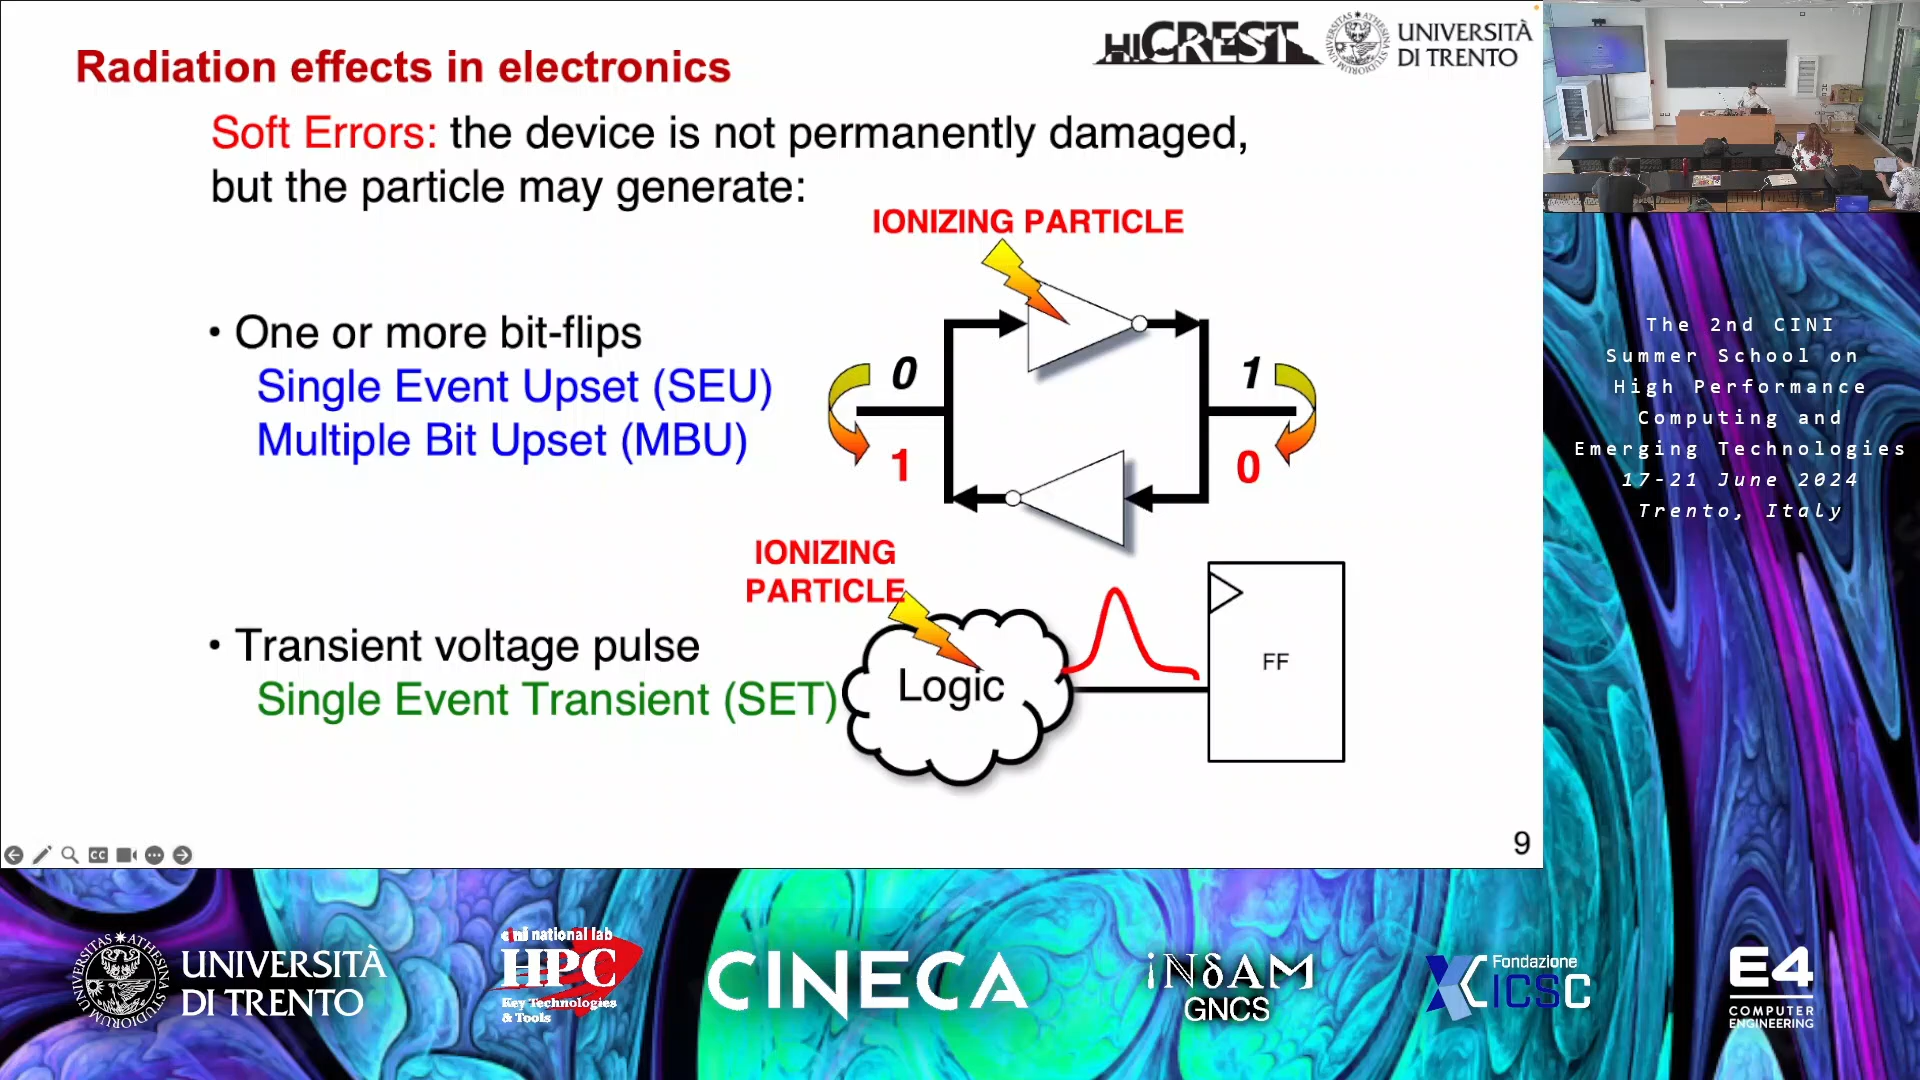 Radiation effects in electronics
HiCREST
UNIVERSITÀ
DI TRENTO
Soft Errors: the device is not permanently damaged,
but the particle may generate:
IONIZING PARTICLE
• One or more bit-flips
Single Event Upset (SEU)
Multiple Bit Upset (MBU)
0
1
1
0
IONIZING
PARTICLE
• Transient voltage pulse
Single Event Transient (SET)
Logic
FF
9
The 2nd CINI
Summer School on
High Performance
Computing and
Emerging Technologies
17-21 June 2024
Trento, Italy
UNIVERSITÀ
DI TRENTO
cini national lab
HPC
Key Technologies
& Tools
CINECA
iNδAM
GNCS
Fondazione
ICSC
E4
COMPUTER
ENGINEERING